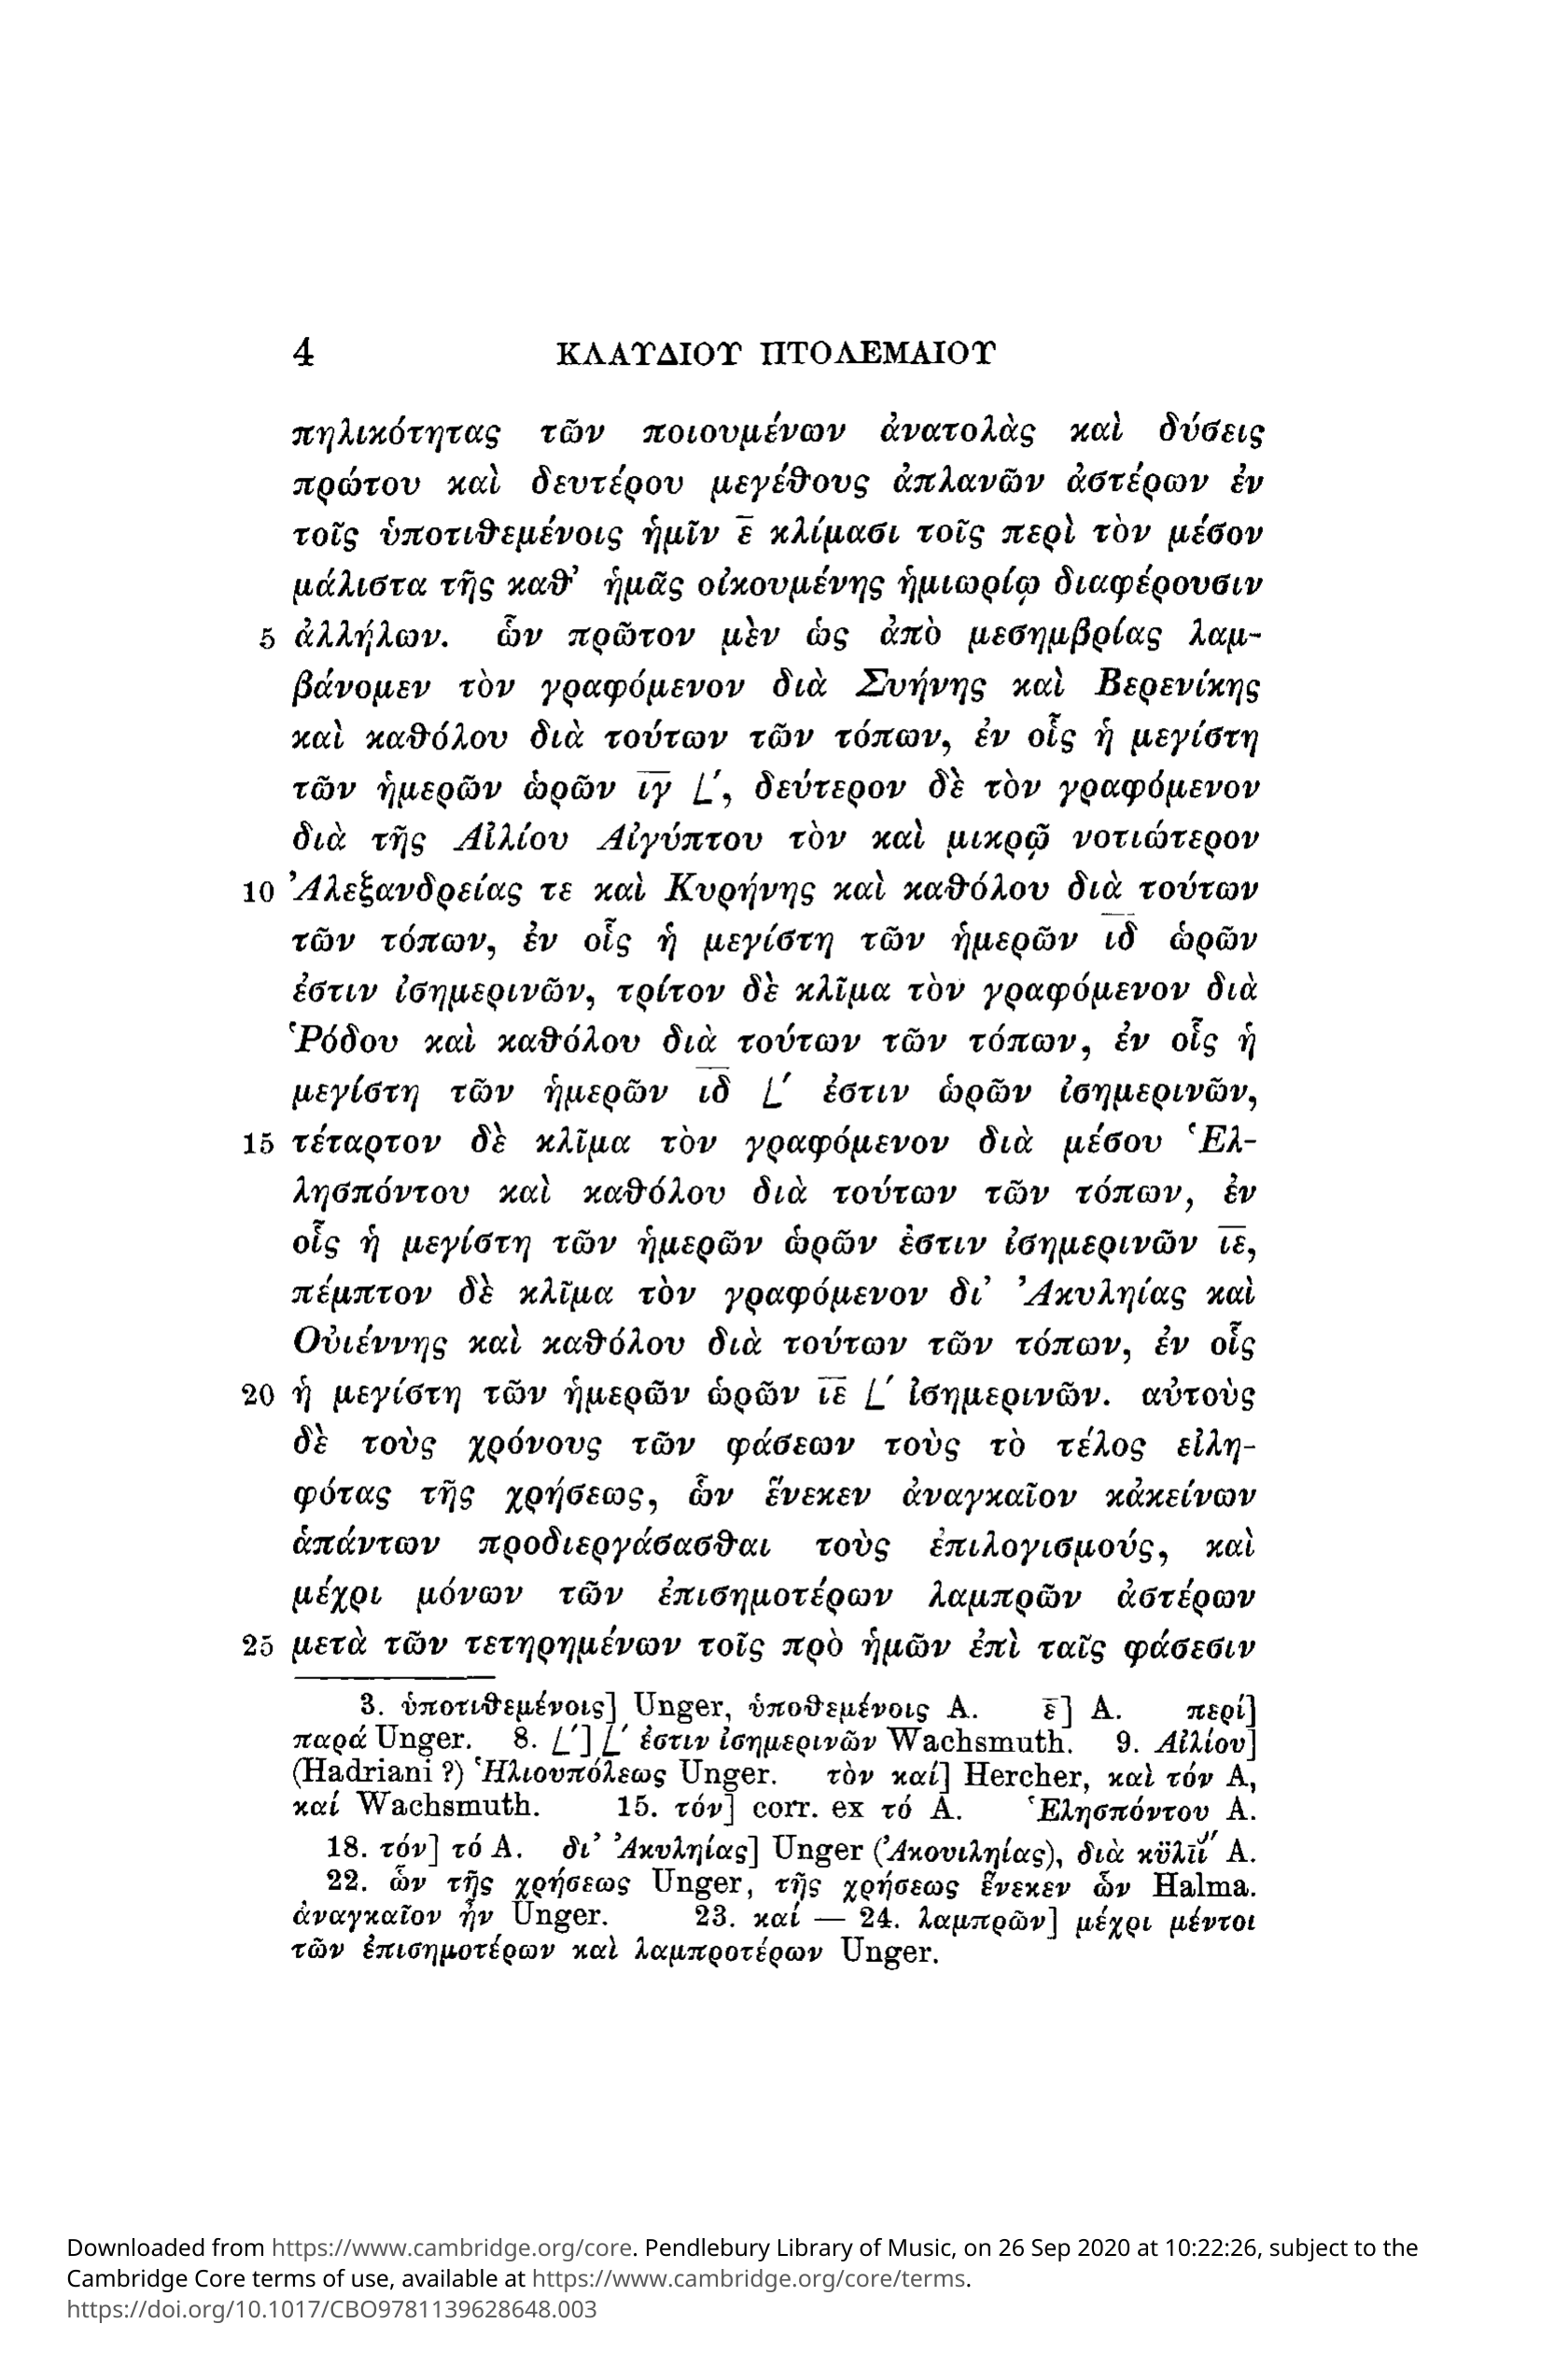 4 ΚΛΑΥΔΙΟΥ ΠΤΟΛΕΜΑΙΟΥ
πηλικότητας τῶν ποιουμένων ἀνατολὰς καὶ δύσεις
πρώτου καὶ δευτέρου μεγέθους ἀπλανῶν ἀστέρων ἐν
τοῖς ὑποτιθεμένοις ἡμῖν ε̅ κλίμασι τοῖς περὶ τὸν μέσον
μάλιστα τῆς καθ’ ἡμᾶς οἰκουμένης ἡμιωρίῳ διαφέρουσιν
5 ἀλλήλων. ὧν πρῶτον μὲν ὡς ἀπὸ μεσημβρίας λαμ-
βάνομεν τὸν γραφόμενον διὰ Συήνης καὶ Βερενίκης
καὶ καθόλου διὰ τούτων τῶν τόπων, ἐν οἷς ἡ μεγίστη
τῶν ἡμερῶν ὡρῶν ι̅γ̅ 𐅵, δεύτερον δὲ τὸν γραφόμενον
διὰ τῆς Αἰλίου Αἰγύπτου τὸν καὶ μικρῷ νοτιώτερον
10 Ἀλεξανδρείας τε καὶ Κυρήνης καὶ καθόλου διὰ τούτων
τῶν τόπων, ἐν οἷς ἡ μεγίστη τῶν ἡμερῶν ι̅δ̅ ὡρῶν
ἐστιν ἰσημερινῶν, τρίτον δὲ κλῖμα τὸν γραφόμενον διὰ
Ῥόδου καὶ καθόλου διὰ τούτων τῶν τόπων, ἐν οἷς ἡ
μεγίστη τῶν ἡμερῶν ι̅δ̅ 𐅵 ἐστιν ὡρῶν ἰσημερινῶν,
15 τέταρτον δὲ κλῖμα τὸν γραφόμενον διὰ μέσου Ἑλ-
λησπόντου καὶ καθόλου διὰ τούτων τῶν τόπων, ἐν
οἷς ἡ μεγίστη τῶν ἡμερῶν ὡρῶν ἐστιν ἰσημερινῶν ι̅ε̅,
πέμπτον δὲ κλῖμα τὸν γραφόμενον δι’ Ἀκυληίας καὶ
Οὐιέννης καὶ καθόλου διὰ τούτων τῶν τόπων, ἐν οἷς
20 ἡ μεγίστη τῶν ἡμερῶν ὡρῶν ι̅ε̅ 𐅵 ἰσημερινῶν. αὐτοὺς
δὲ τοὺς χρόνους τῶν φάσεων τοὺς τὸ τέλος εἰλη-
φότας τῆς χρήσεως, ὧν ἕνεκεν ἀναγκαῖον κἀκείνων
ἁπάντων προδιεργάσασθαι τοὺς ἐπιλογισμούς, καὶ
μέχρι μόνων τῶν ἐπισημοτέρων λαμπρῶν ἀστέρων
25 μετὰ τῶν τετηρημένων τοῖς πρὸ ἡμῶν ἐπὶ ταῖς φάσεσιν
3. ὑποτιθεμένοις] Unger, ὑποθεμένοις A. ε̅] A. περί]
παρά Unger. 8. 𐅵] 𐅵 ἐστιν ἰσημερινῶν Wachsmuth. 9. Αἰλίου]
(Hadriani ?) Ἡλιουπόλεως Unger. τὸν καί] Hercher, καὶ τόν A,
καί Wachsmuth. 15. τόν] corr. ex τό A. Ἑλησπόντου A.
18. τόν] τό A. δι’ Ἀκυληίας] Unger (Ἀκουιληίας), διὰ A.
22. ὧν τῆς χρήσεως Unger, τῆς χρήσεως ἕνεκεν ὧν Halma.
ἀναγκαῖον ἦν Unger. 23. καί — 24. λαμπρῶν] μέχρι μέντοι
τῶν ἐπισημοτέρων καὶ λαμπροτέρων Unger.
Downloaded from https://www.cambridge.org/core. Pendlebury Library of Music, on 26 Sep 2020 at 10:22:26, subject to the
Cambridge Core terms of use, available at https://www.cambridge.org/core/terms.
https://doi.org/10.1017/CBO9781139628648.003